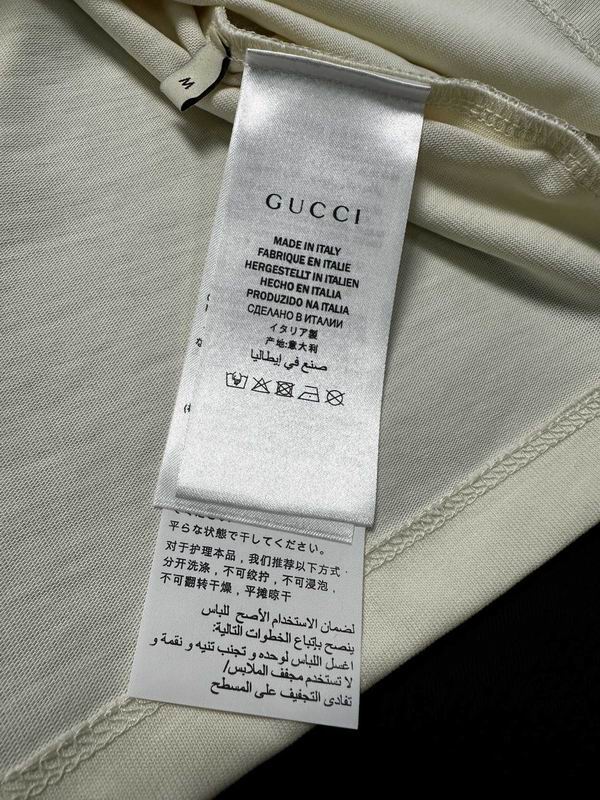 M
GUCCI
MADE IN ITALY
FABRIQUE EN ITALIE
HERGESTELLT IN ITALIEN
HECHO EN ITALIA
PRODUZIDO NA ITALIA
СДЕЛАНО В ИТАЛИИ
イタリア製
产地:意大利
صنع في إيطاليا
平らな状態で干してください。
对于护理本品，我们推荐以下方式：
分开洗涤，不可绞拧，不可浸泡，
不可翻转干燥，平摊晾干
لضمان الاستخدام الأصح للباس
ينصح بإتباع الخطوات التالية:
اغسل اللباس لوحده و تجنب تنيه و نقعة و
لا تستخدم مجفف الملابس/
تفادى التجفيف على المسطح